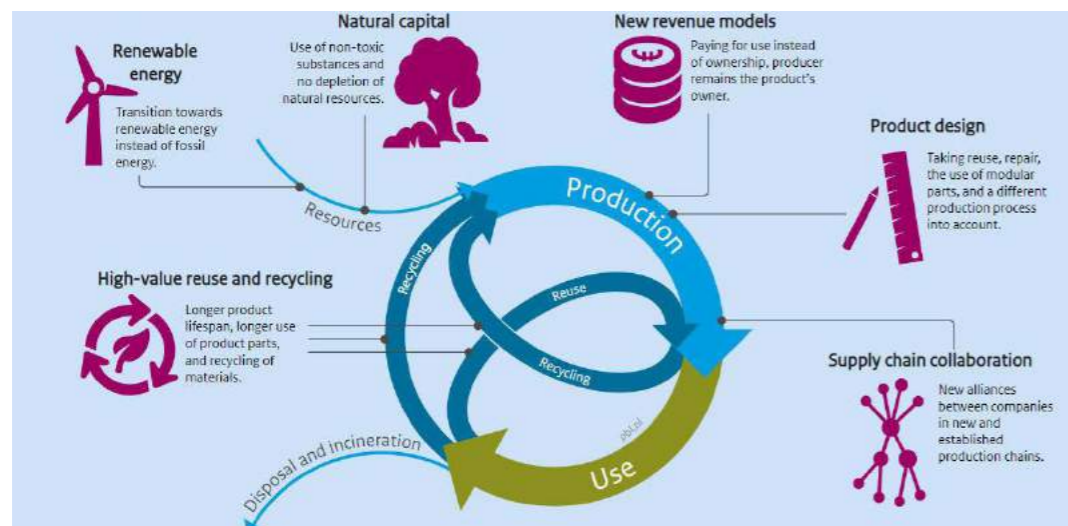 Natural capital
Use of non-toxic
substances and
no depletion of
natural resources.
New revenue models
Paying for use instead
of ownership, producer
remains the product's
owner.
Renewable
energy
Transition towards
renewable energy
instead of fossil
energy.
Product design
Taking reuse, repair,
the use of modular
parts, and a different
production process
into account.
Resources
Production
Recycling
Reuse
Recycling
High-value reuse and recycling
Longer product
lifespan, longer use
of product parts,
and recycling of
materials.
Supply chain collaboration
New alliances
between companies
in new and
established
production chains.
pbl.nl
Use
Disposal and incineration